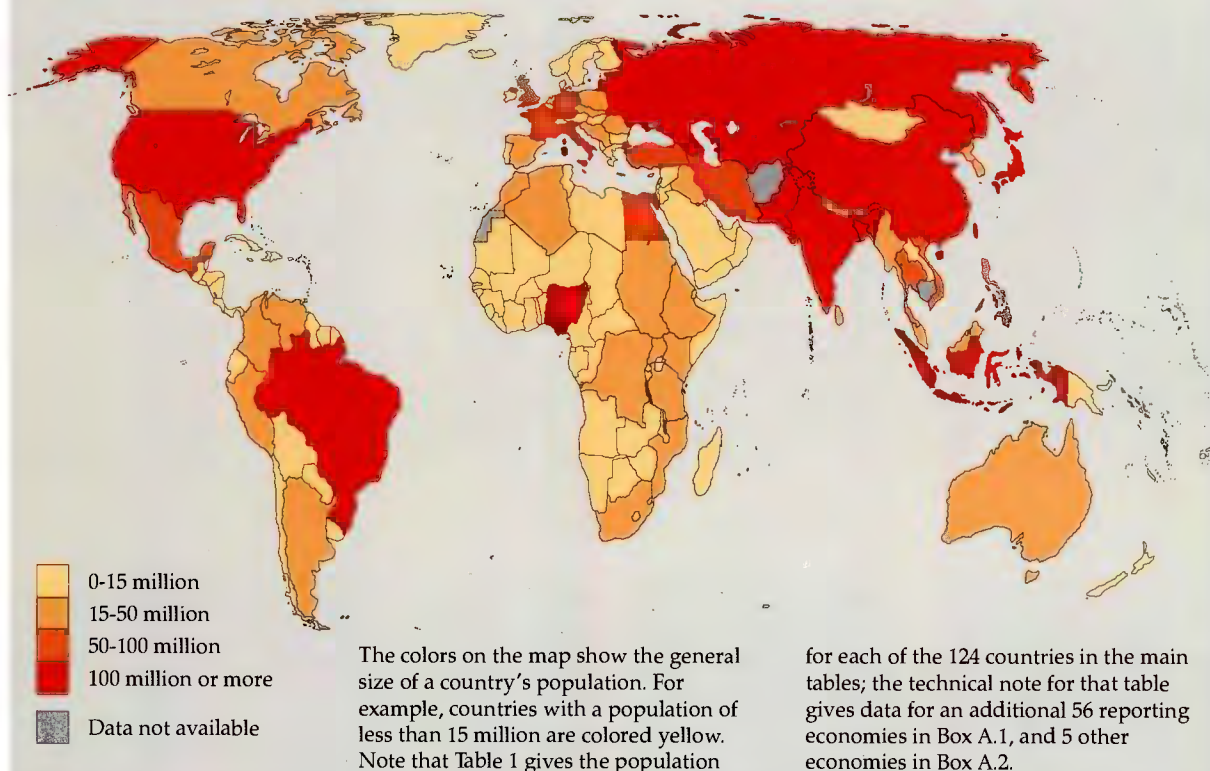 0-15 million
15-50 million
50-100 million
100 million or more
Data not available
The colors on the map show the general
size of a country's population. For
example, countries with a population of
less than 15 million are colored yellow.
Note that Table 1 gives the population
for each of the 124 countries in the main
tables; the technical note for that table
gives data for an additional 56 reporting
economies in Box A.1, and 5 other
economies in Box A.2.